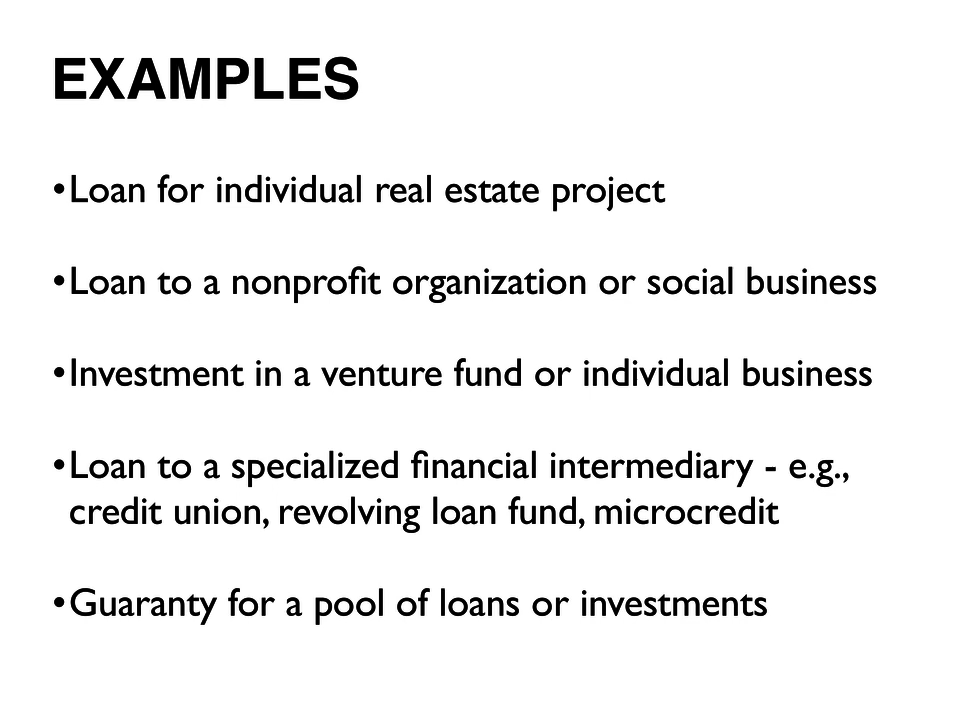 EXAMPLES
•Loan for individual real estate project
•Loan to a nonprofit organization or social business
•Investment in a venture fund or individual business
•Loan to a specialized financial intermediary - e.g.,
credit union, revolving loan fund, microcredit
•Guaranty for a pool of loans or investments